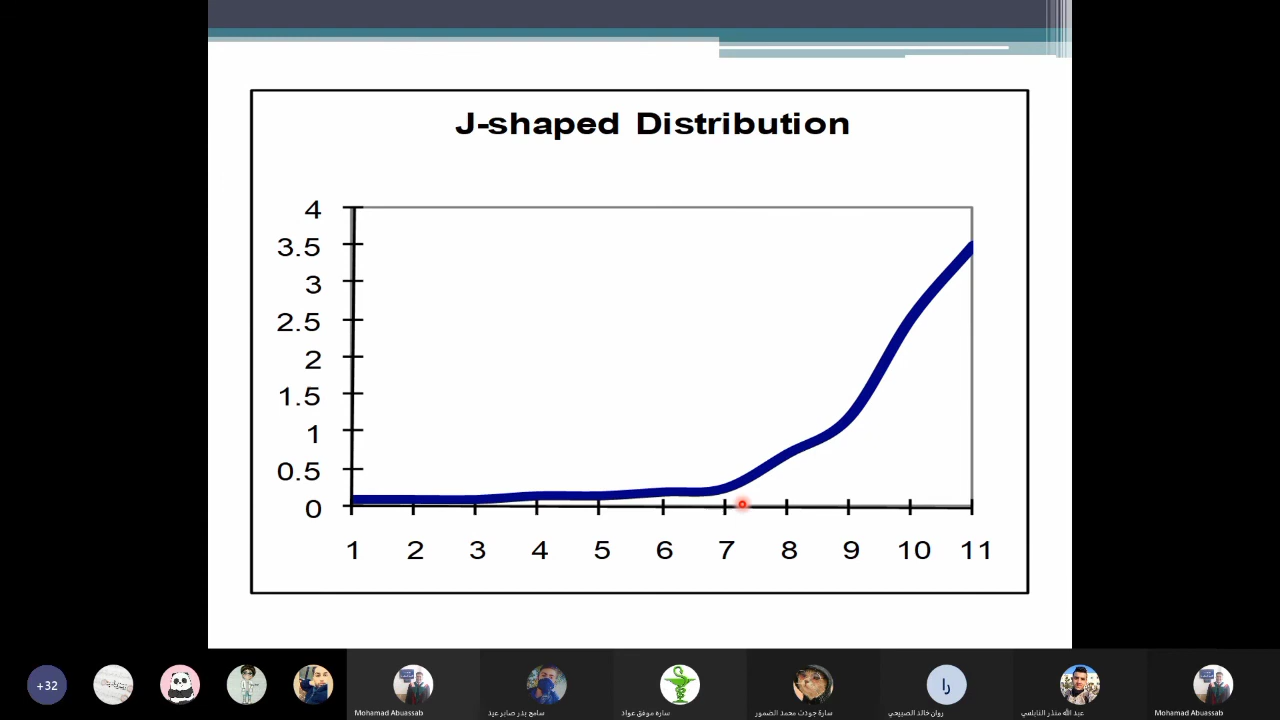 J-shaped Distribution
4
3.5
3
2.5
2
1.5
1
0.5
0
1 2 3 4 5 6 7 8 9 10 11
+32
را
Mohamad Abuassab
سامح بدر صابر عيد
ساره موفق عواد
سارة جودت محمد الضمور
روان خالد الصبيحي
عبد الله منذر النابلسي
Mohamad Abuassab